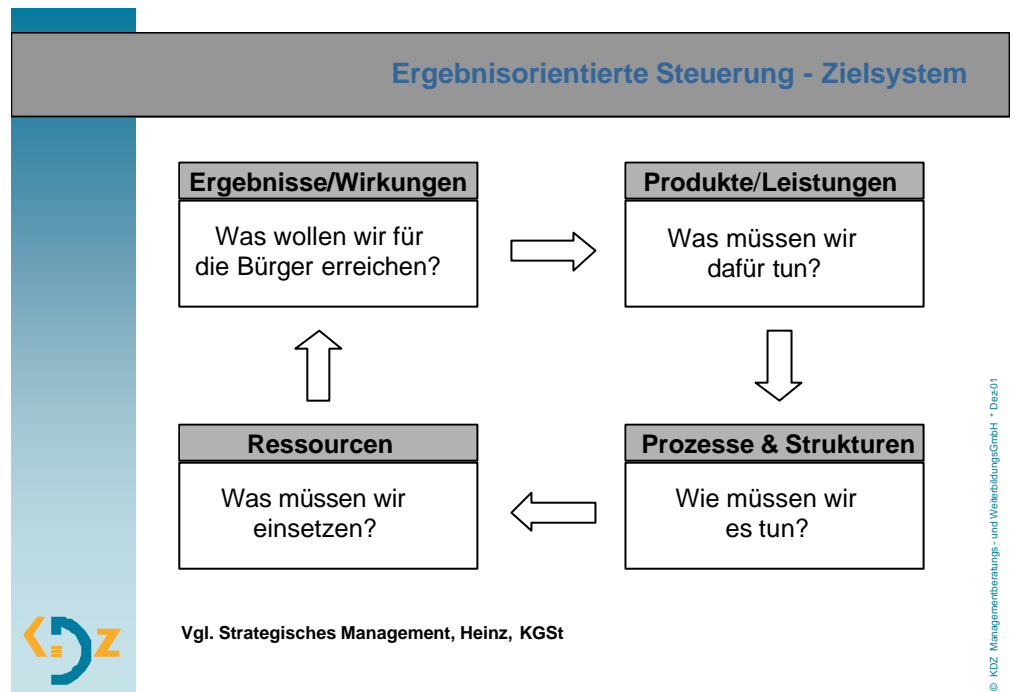 Ergebnisorientierte Steuerung - Zielsystem
Ergebnisse/Wirkungen
Was wollen wir für
die Bürger erreichen?
Produkte/Leistungen
Was müssen wir
dafür tun?
Ressourcen
Was müssen wir
einsetzen?
Prozesse & Strukturen
Wie müssen wir
es tun?
Vgl. Strategisches Management, Heinz, KGSt
KDZ
© KDZ Managementberatungs - und WeiterbildungsGmbH * Dez-01